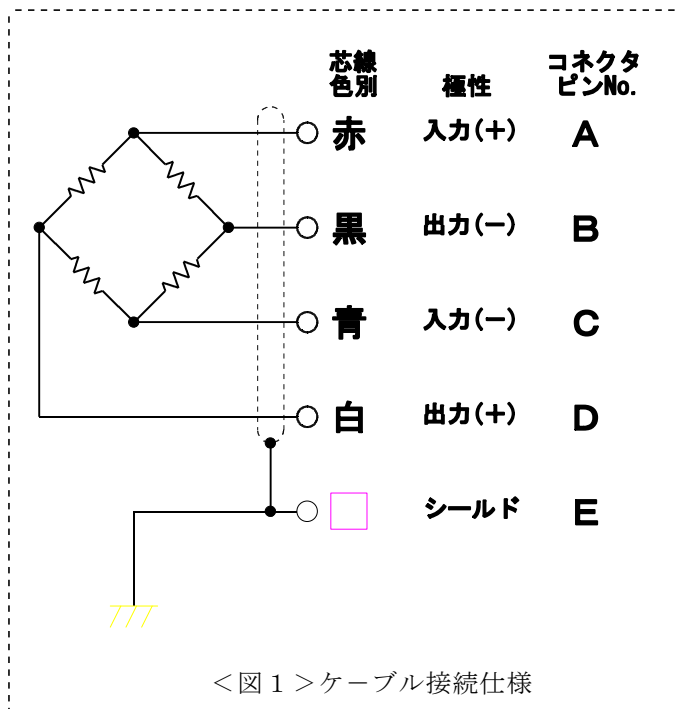 芯線
色別 極性 コネクタ
ピンNo.
赤 入力(+) A
黒 出力(-) B
青 入力(-) C
白 出力(+) D
シールド E
<図1>ケーブル接続仕様